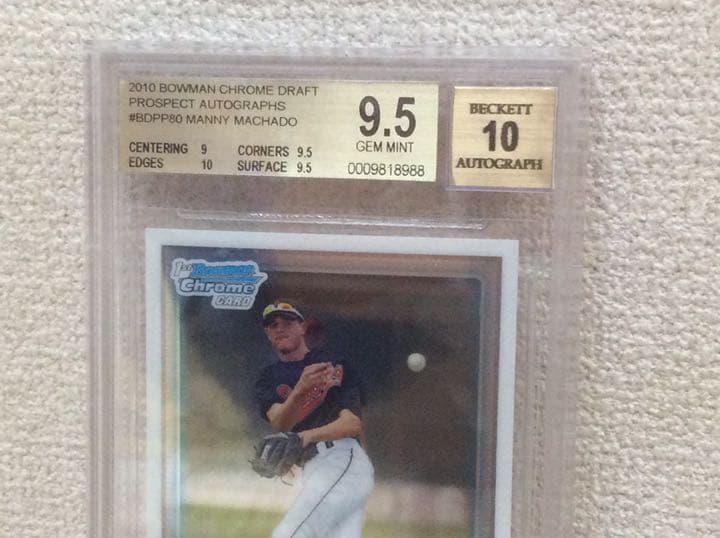 2010 BOWMAN CHROME DRAFT
PROSPECT AUTOGRAPHS
#BDPP80 MANNY MACHADO
CENTERING 9 CORNERS 9.5
EDGES 10 SURFACE 9.5
9.5
GEM MINT
0009818988
BECKETT
10
AUTOGRAPH
1st Bowman
Chrome
CARD